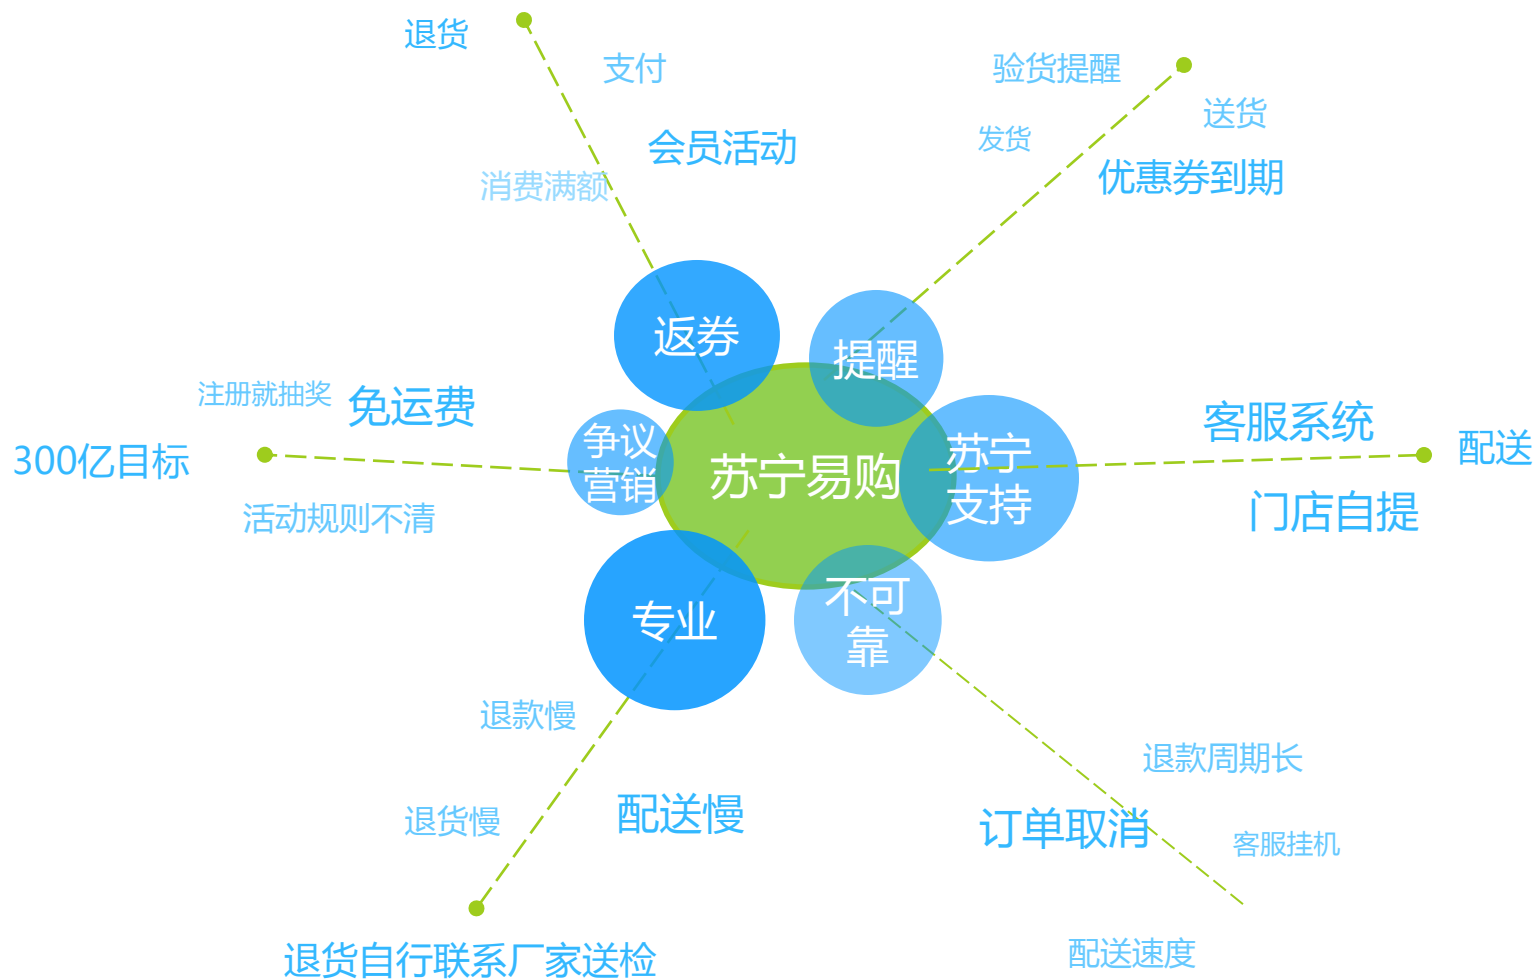 退货
支付
验货提醒
送货
发货
会员活动
优惠券到期
消费满额
返券
提醒
注册就抽奖
免运费
客服系统
300亿目标
争议
营销
苏宁易购
苏宁
支持
配送
活动规则不清
门店自提
专业
不可
靠
退款慢
退款周期长
退货慢
配送慢
订单取消
客服挂机
退货自行联系厂家送检
配送速度